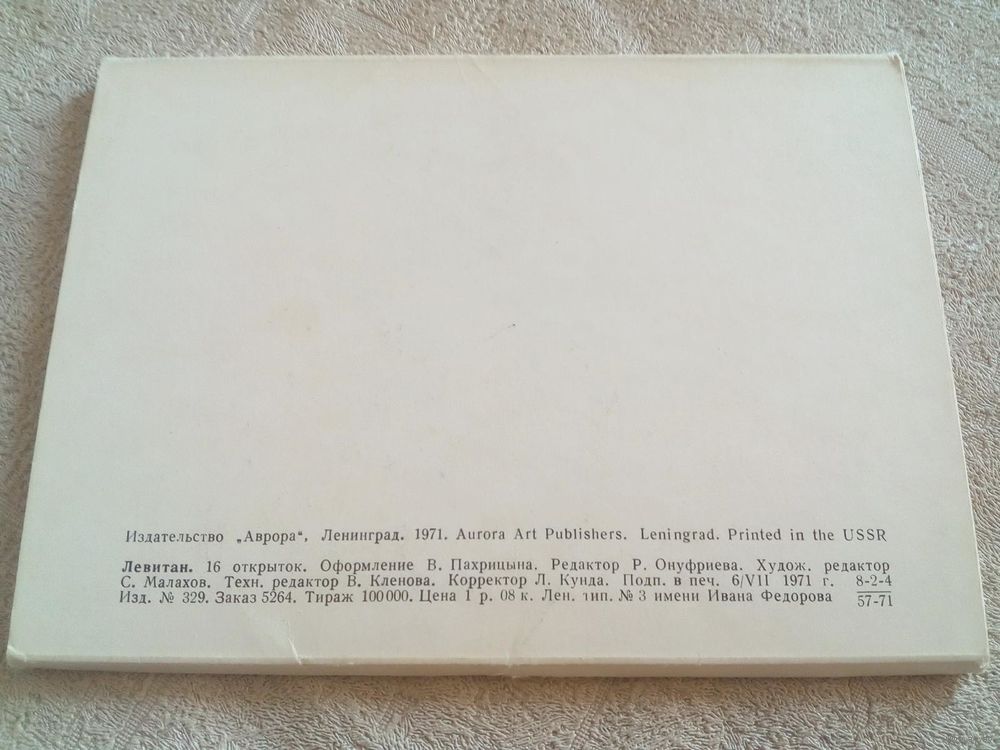 Издательство „Аврора“, Ленинград. 1971. Aurora Art Publishers. Leningrad. Printed in the USSR
Левитан. 16 открыток. Оформление В. Пахрицына. Редактор Р. Онуфриева. Худож. редактор
С. Малахов. Техн. редактор В. Кленова. Корректор Л. Кунда. Подп. в печ. 6/VII 1971 г. 8-2-4
Изд. № 329. Заказ 5264. Тираж 100000. Цена 1 р. 08 к. Лен. тип. № 3 имени Ивана Федорова 57-71